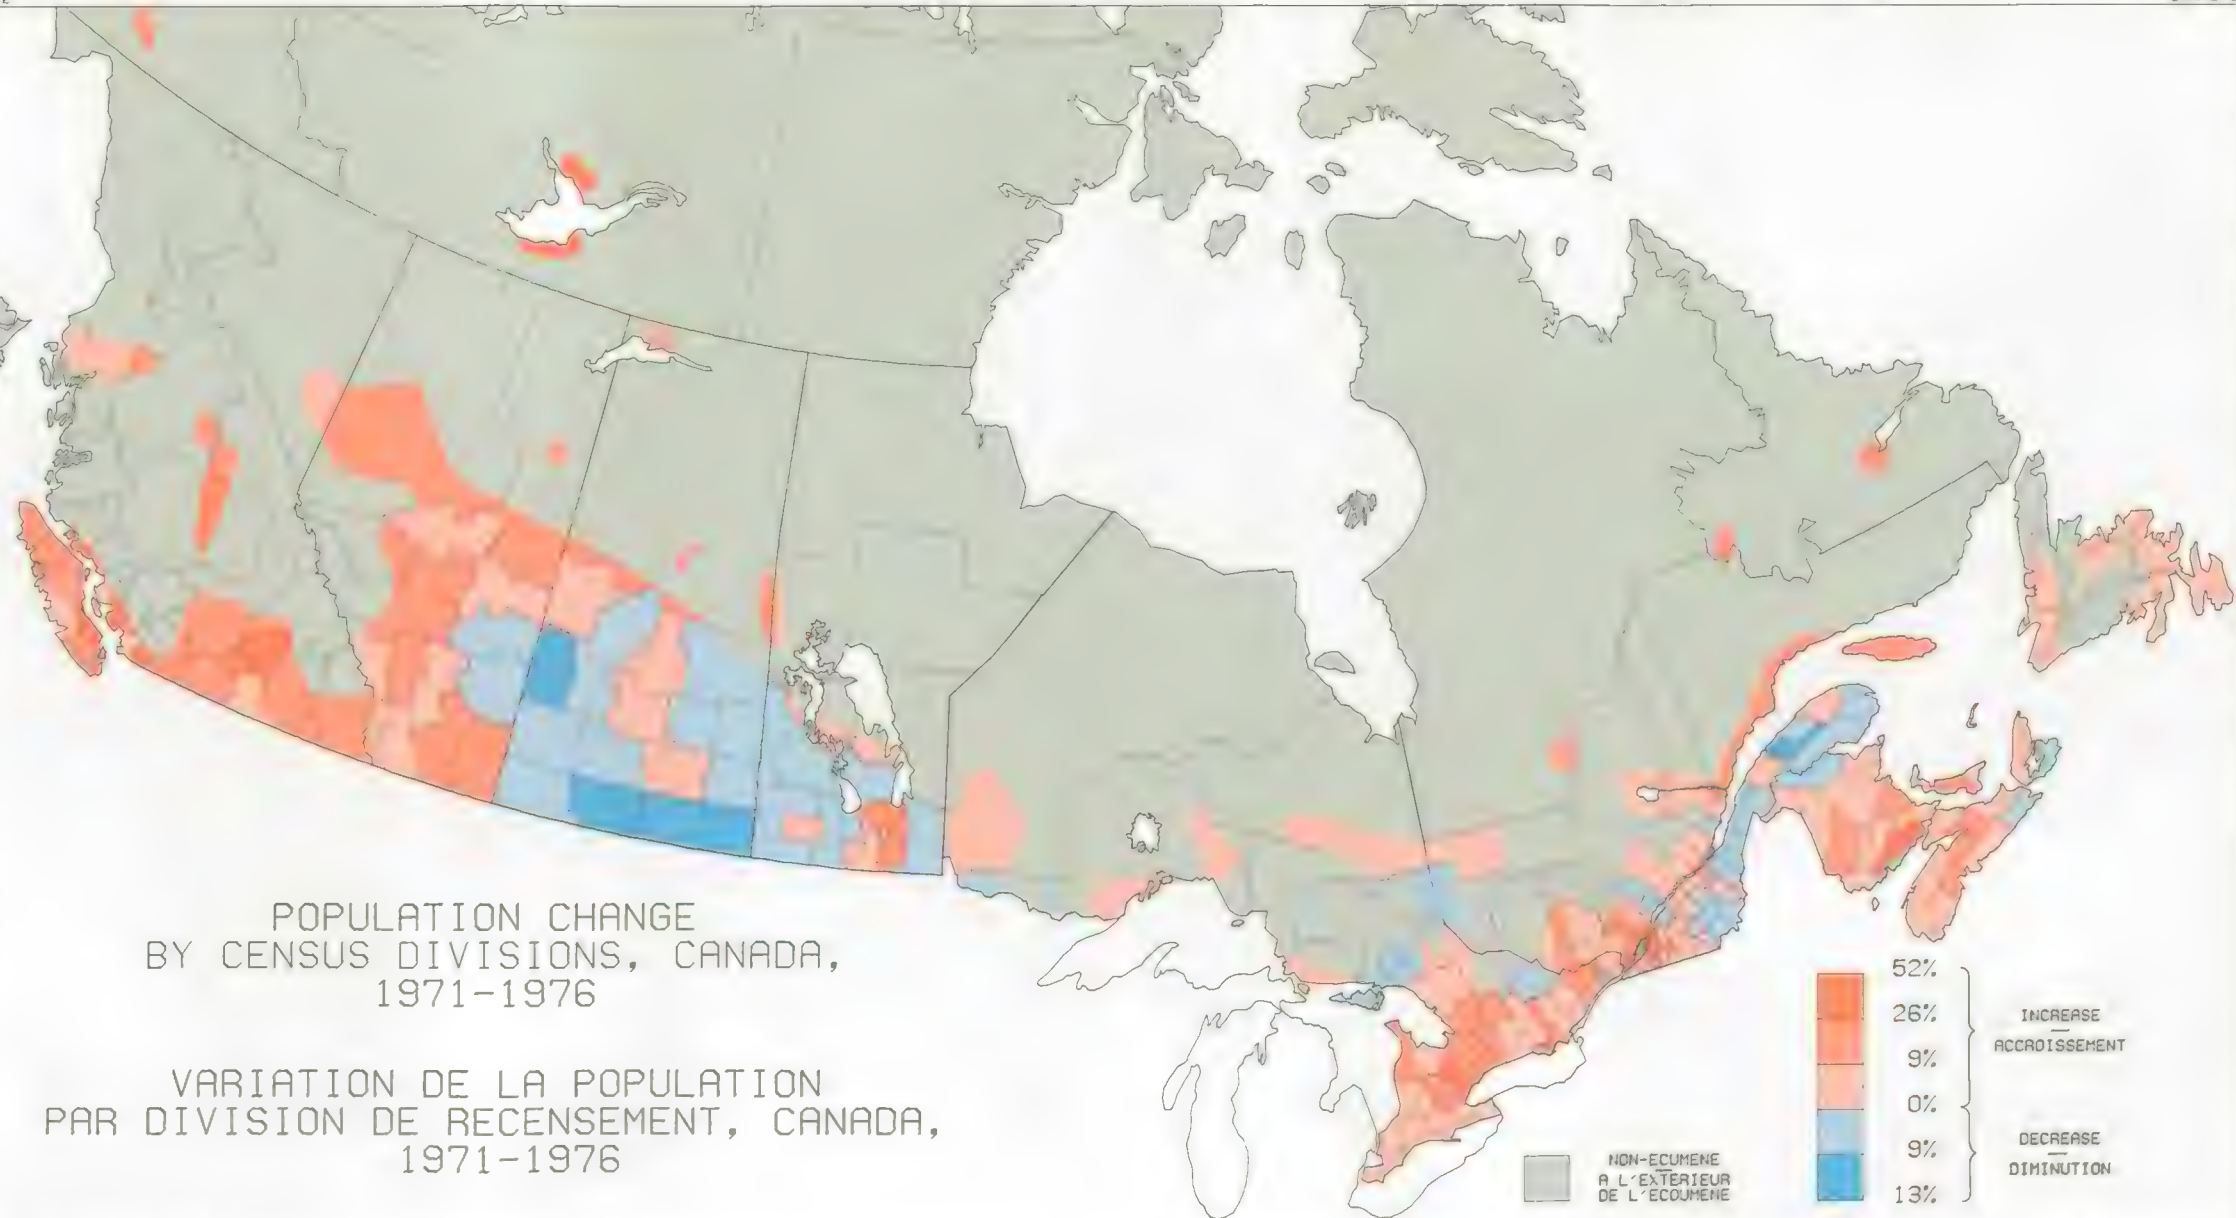 POPULATION CHANGE
BY CENSUS DIVISIONS, CANADA,
1971-1976
VARIATION DE LA POPULATION
PAR DIVISION DE RECENSEMENT, CANADA,
1971-1976
52%
26%
9%
0%
9%
13%
INCREASE
ACCROISSEMENT
DECREASE
DIMINUTION
NON-ECUMENE
A L'EXTERIEUR
DE L'ECOUMENE